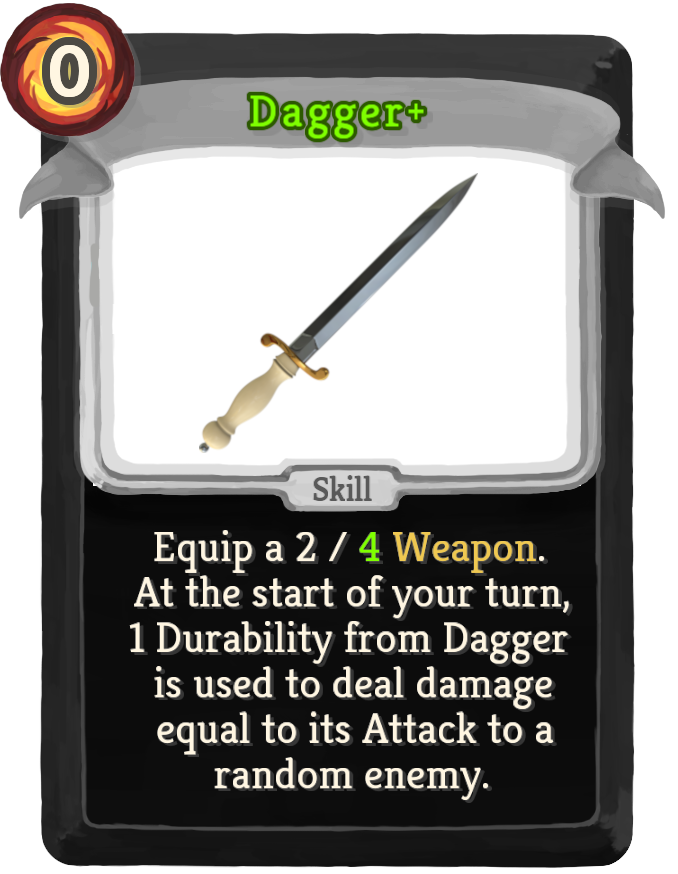 0
Dagger+
Skill
Equip a 2 / 4 Weapon.
At the start of your turn,
1 Durability from Dagger
is used to deal damage
equal to its Attack to a
random enemy.